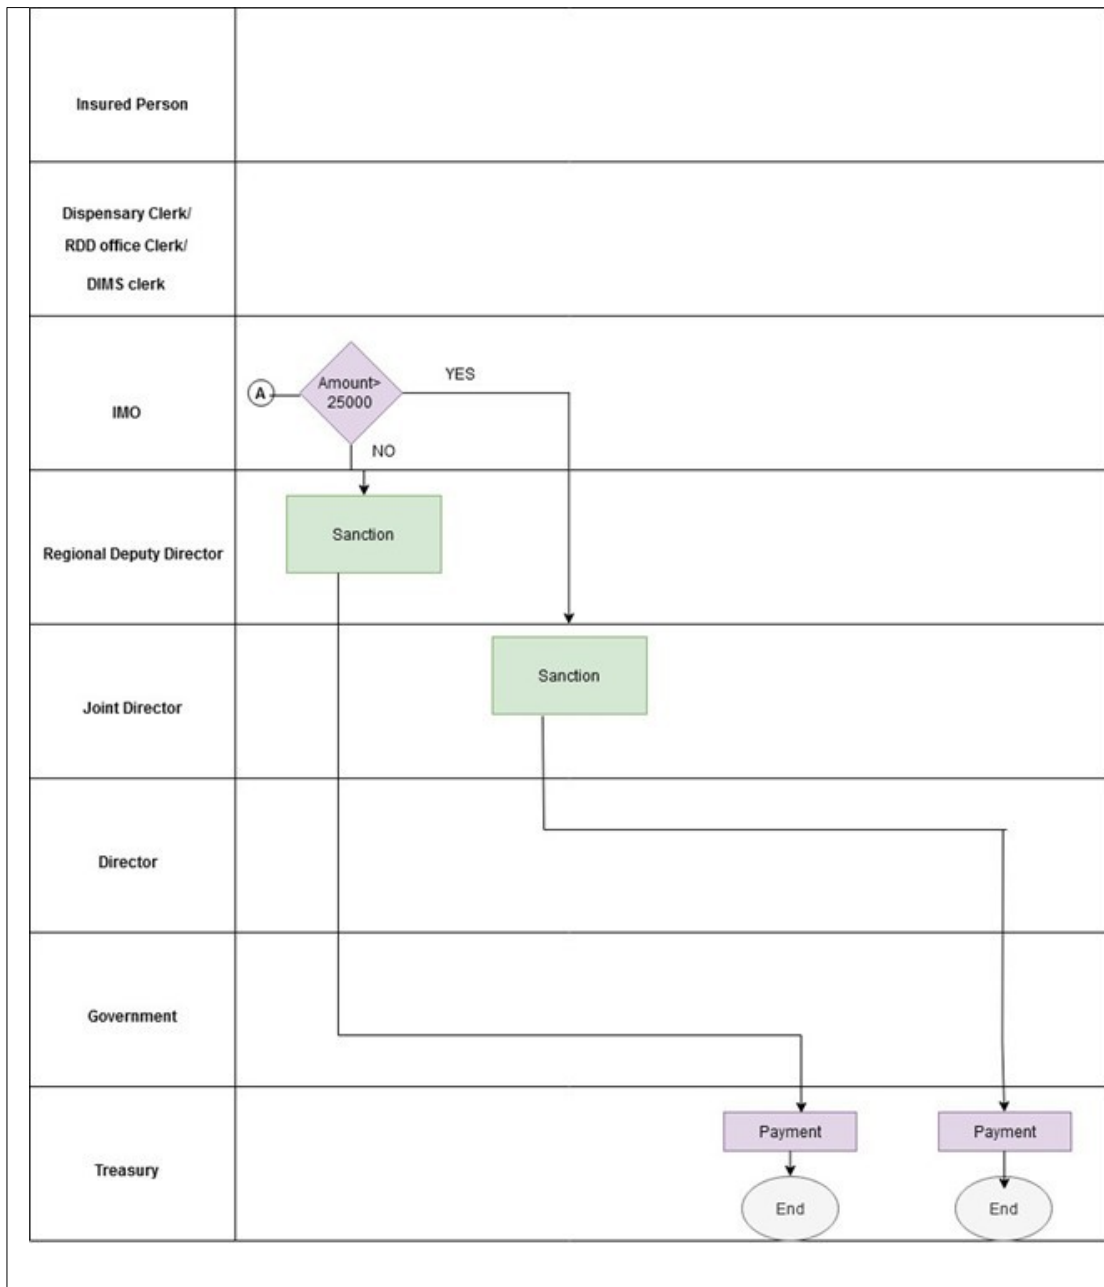 Insured Person
Dispensary Clerk/
RDD office Clerk/
DIMS clerk
IMO
A
Amount>
25000
YES
NO
Regional Deputy Director
Sanction
Joint Director
Sanction
Director
Government
Treasury
Payment
Payment
End
End